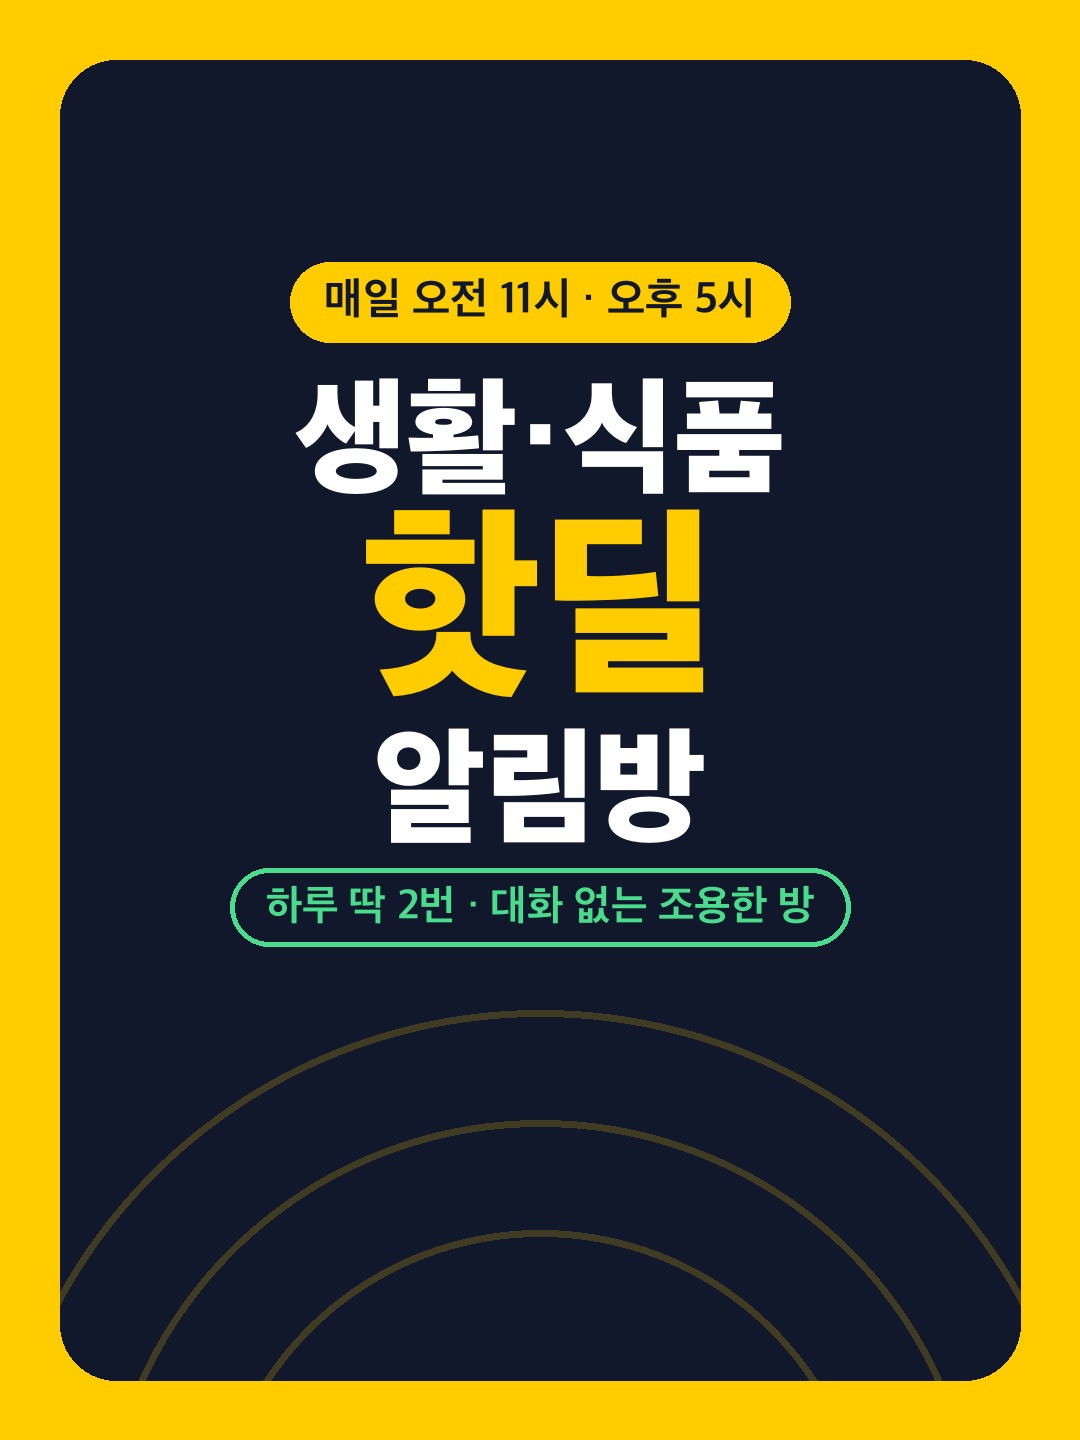 매일 오전 11시 · 오후 5시
생활·식품
핫딜
알림방
하루 딱 2번 · 대화 없는 조용한 방